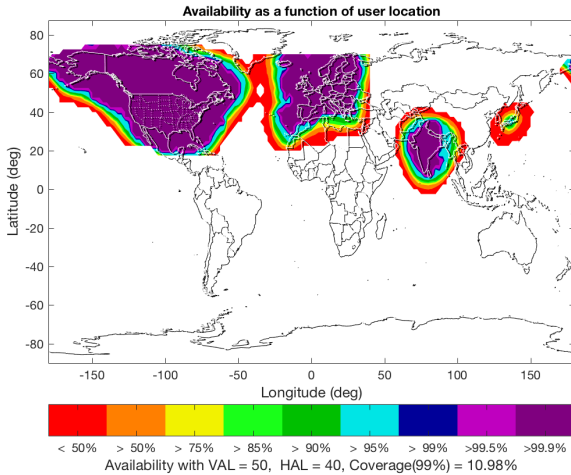 Availability as a function of user location
80
60
40
20
0
-20
-40
-60
-80
Latitude (deg)
-150 -100 -50 0 50 100 150
Longitude (deg)
< 50% > 50% > 75% > 85% > 90% > 95% > 99% >99.5% >99.9%
Availability with VAL = 50, HAL = 40, Coverage(99%) = 10.98%